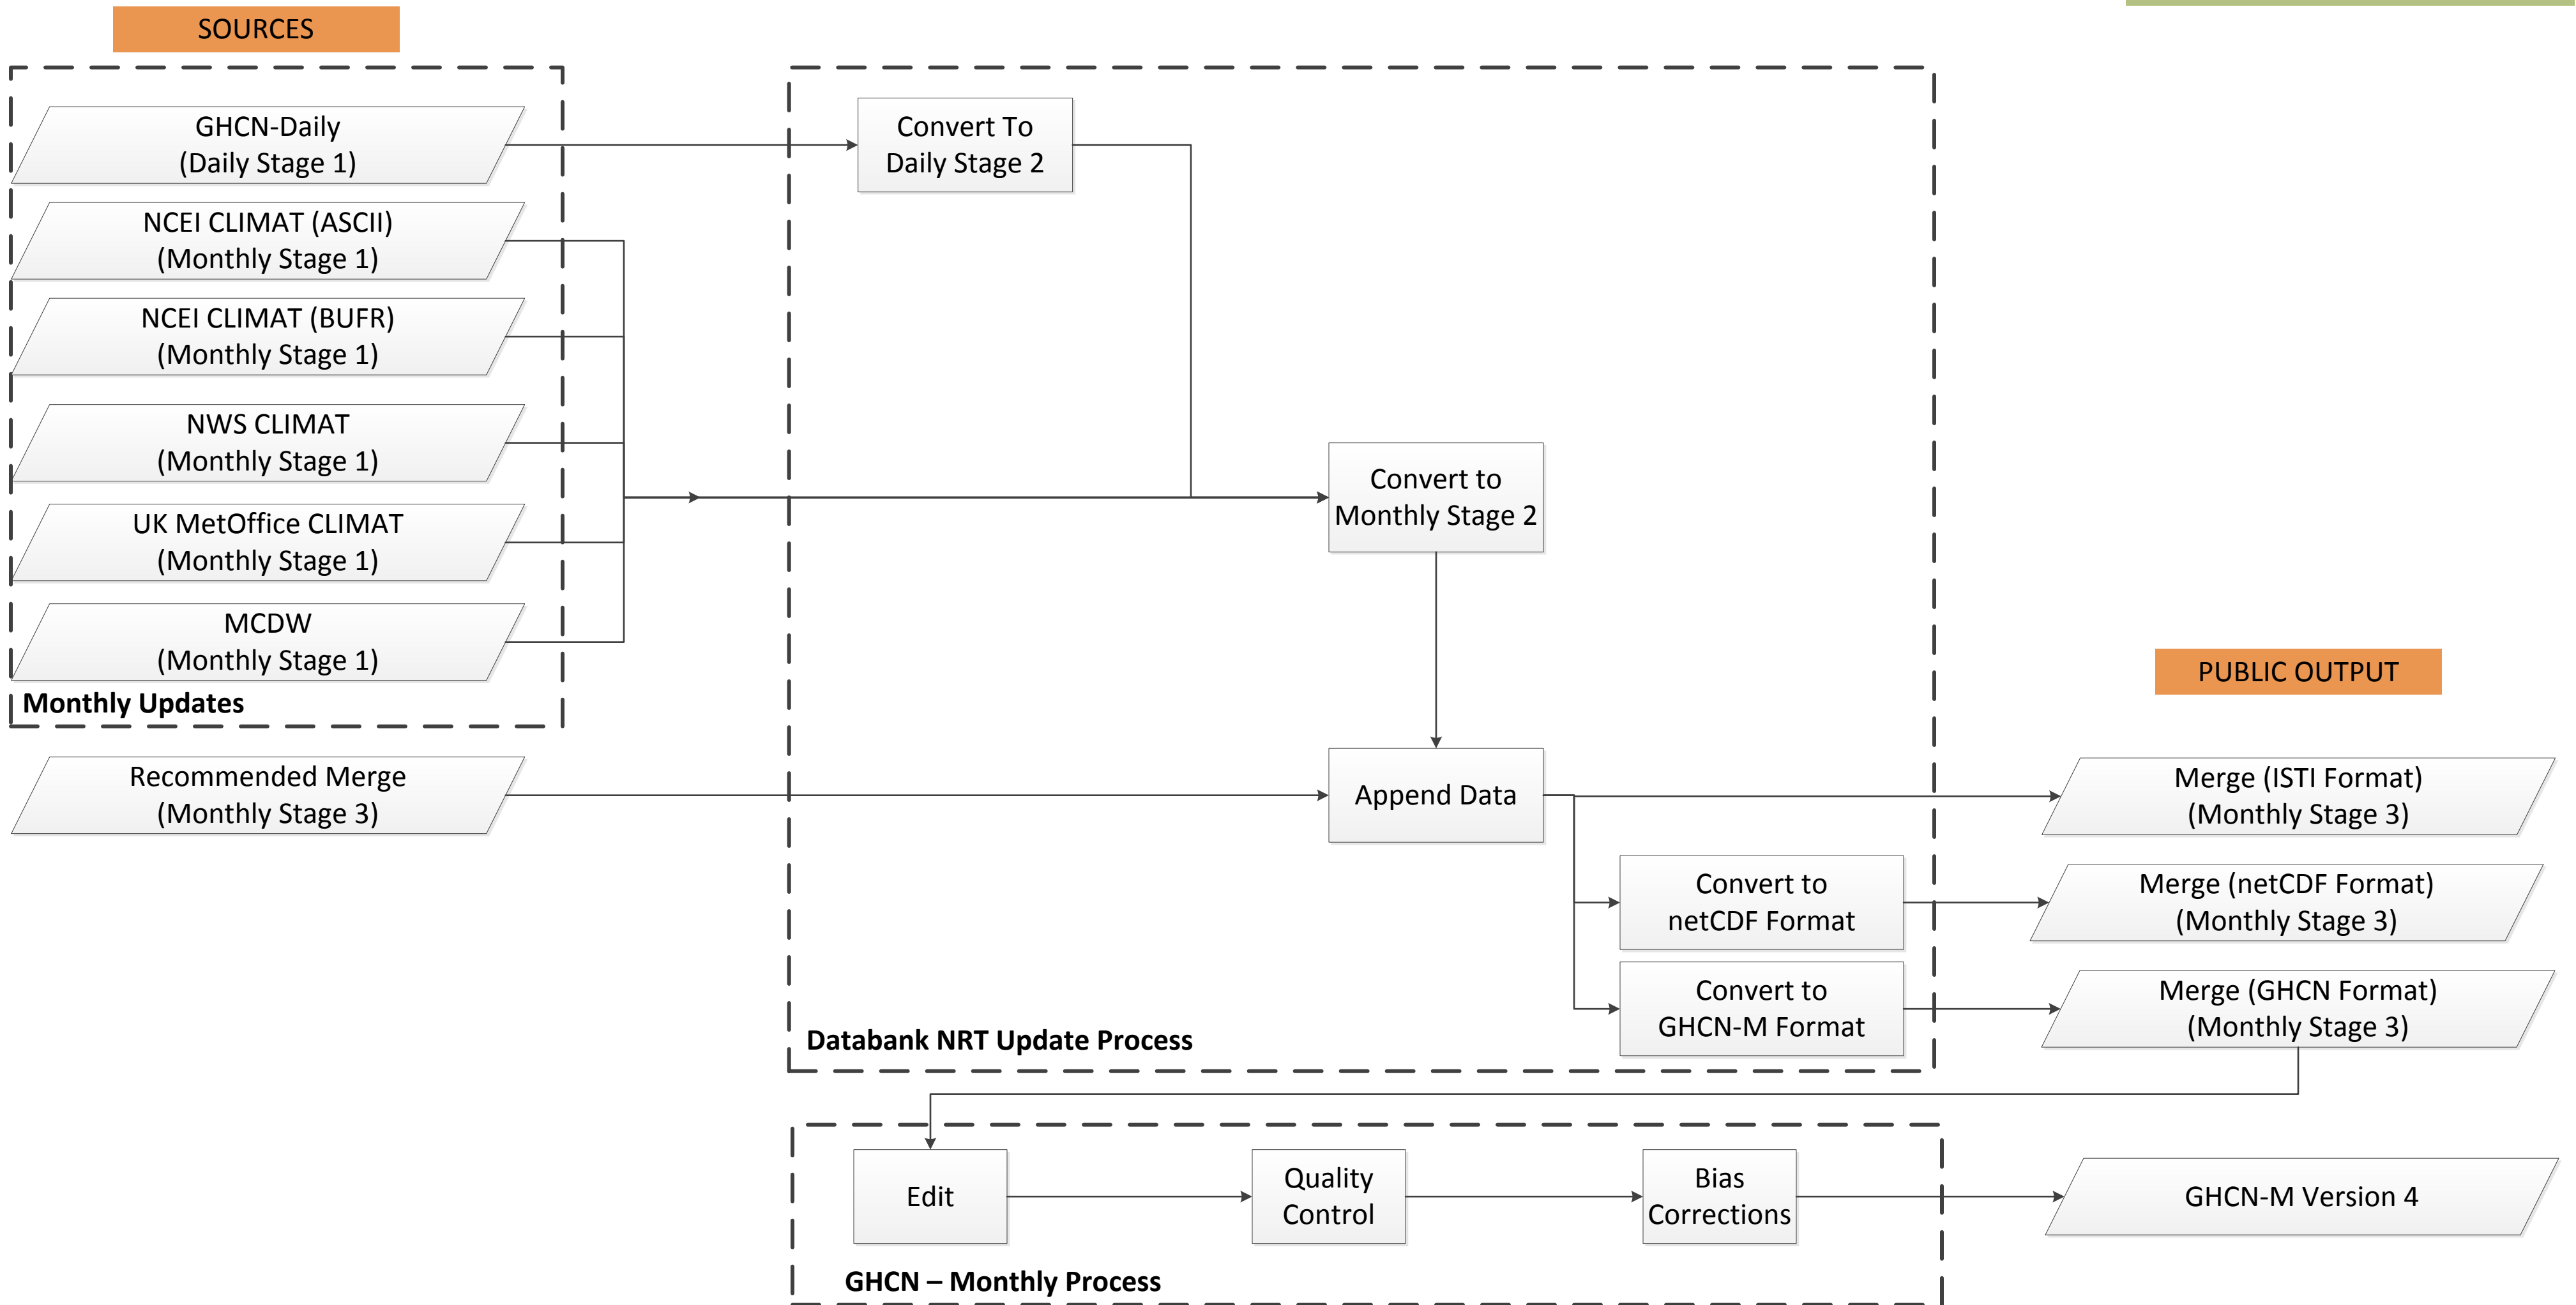 SOURCES
GHCN-Daily
(Daily Stage 1)
NCEI CLIMAT (ASCII)
(Monthly Stage 1)
NCEI CLIMAT (BUFR)
(Monthly Stage 1)
NWS CLIMAT
(Monthly Stage 1)
UK MetOffice CLIMAT
(Monthly Stage 1)
MCDW
(Monthly Stage 1)
Monthly Updates
Recommended Merge
(Monthly Stage 3)
Convert To
Daily Stage 2
Convert to
Monthly Stage 2
Append Data
Convert to
netCDF Format
Convert to
GHCN-M Format
Databank NRT Update Process
PUBLIC OUTPUT
Merge (ISTI Format)
(Monthly Stage 3)
Merge (netCDF Format)
(Monthly Stage 3)
Merge (GHCN Format)
(Monthly Stage 3)
Edit
Quality
Control
Bias
Corrections
GHCN – Monthly Process
GHCN-M Version 4